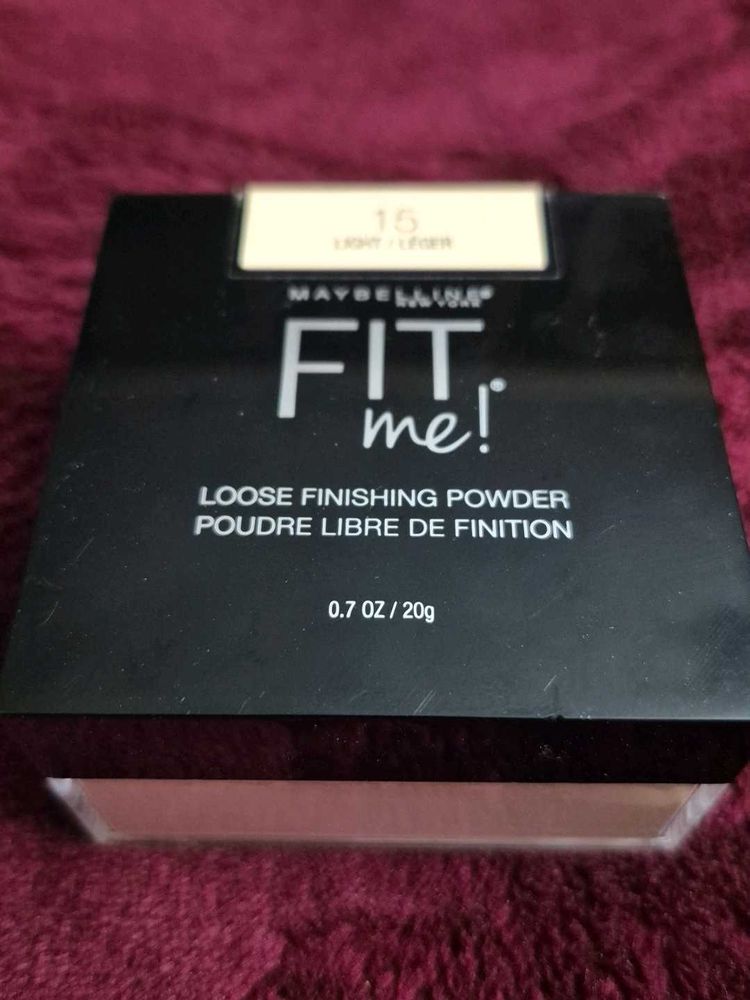 15
LIGHT / LÉGER
MAYBELLINE®
NEW YORK
FIT
me!®
LOOSE FINISHING POWDER
POUDRE LIBRE DE FINITION
0.7 OZ / 20g